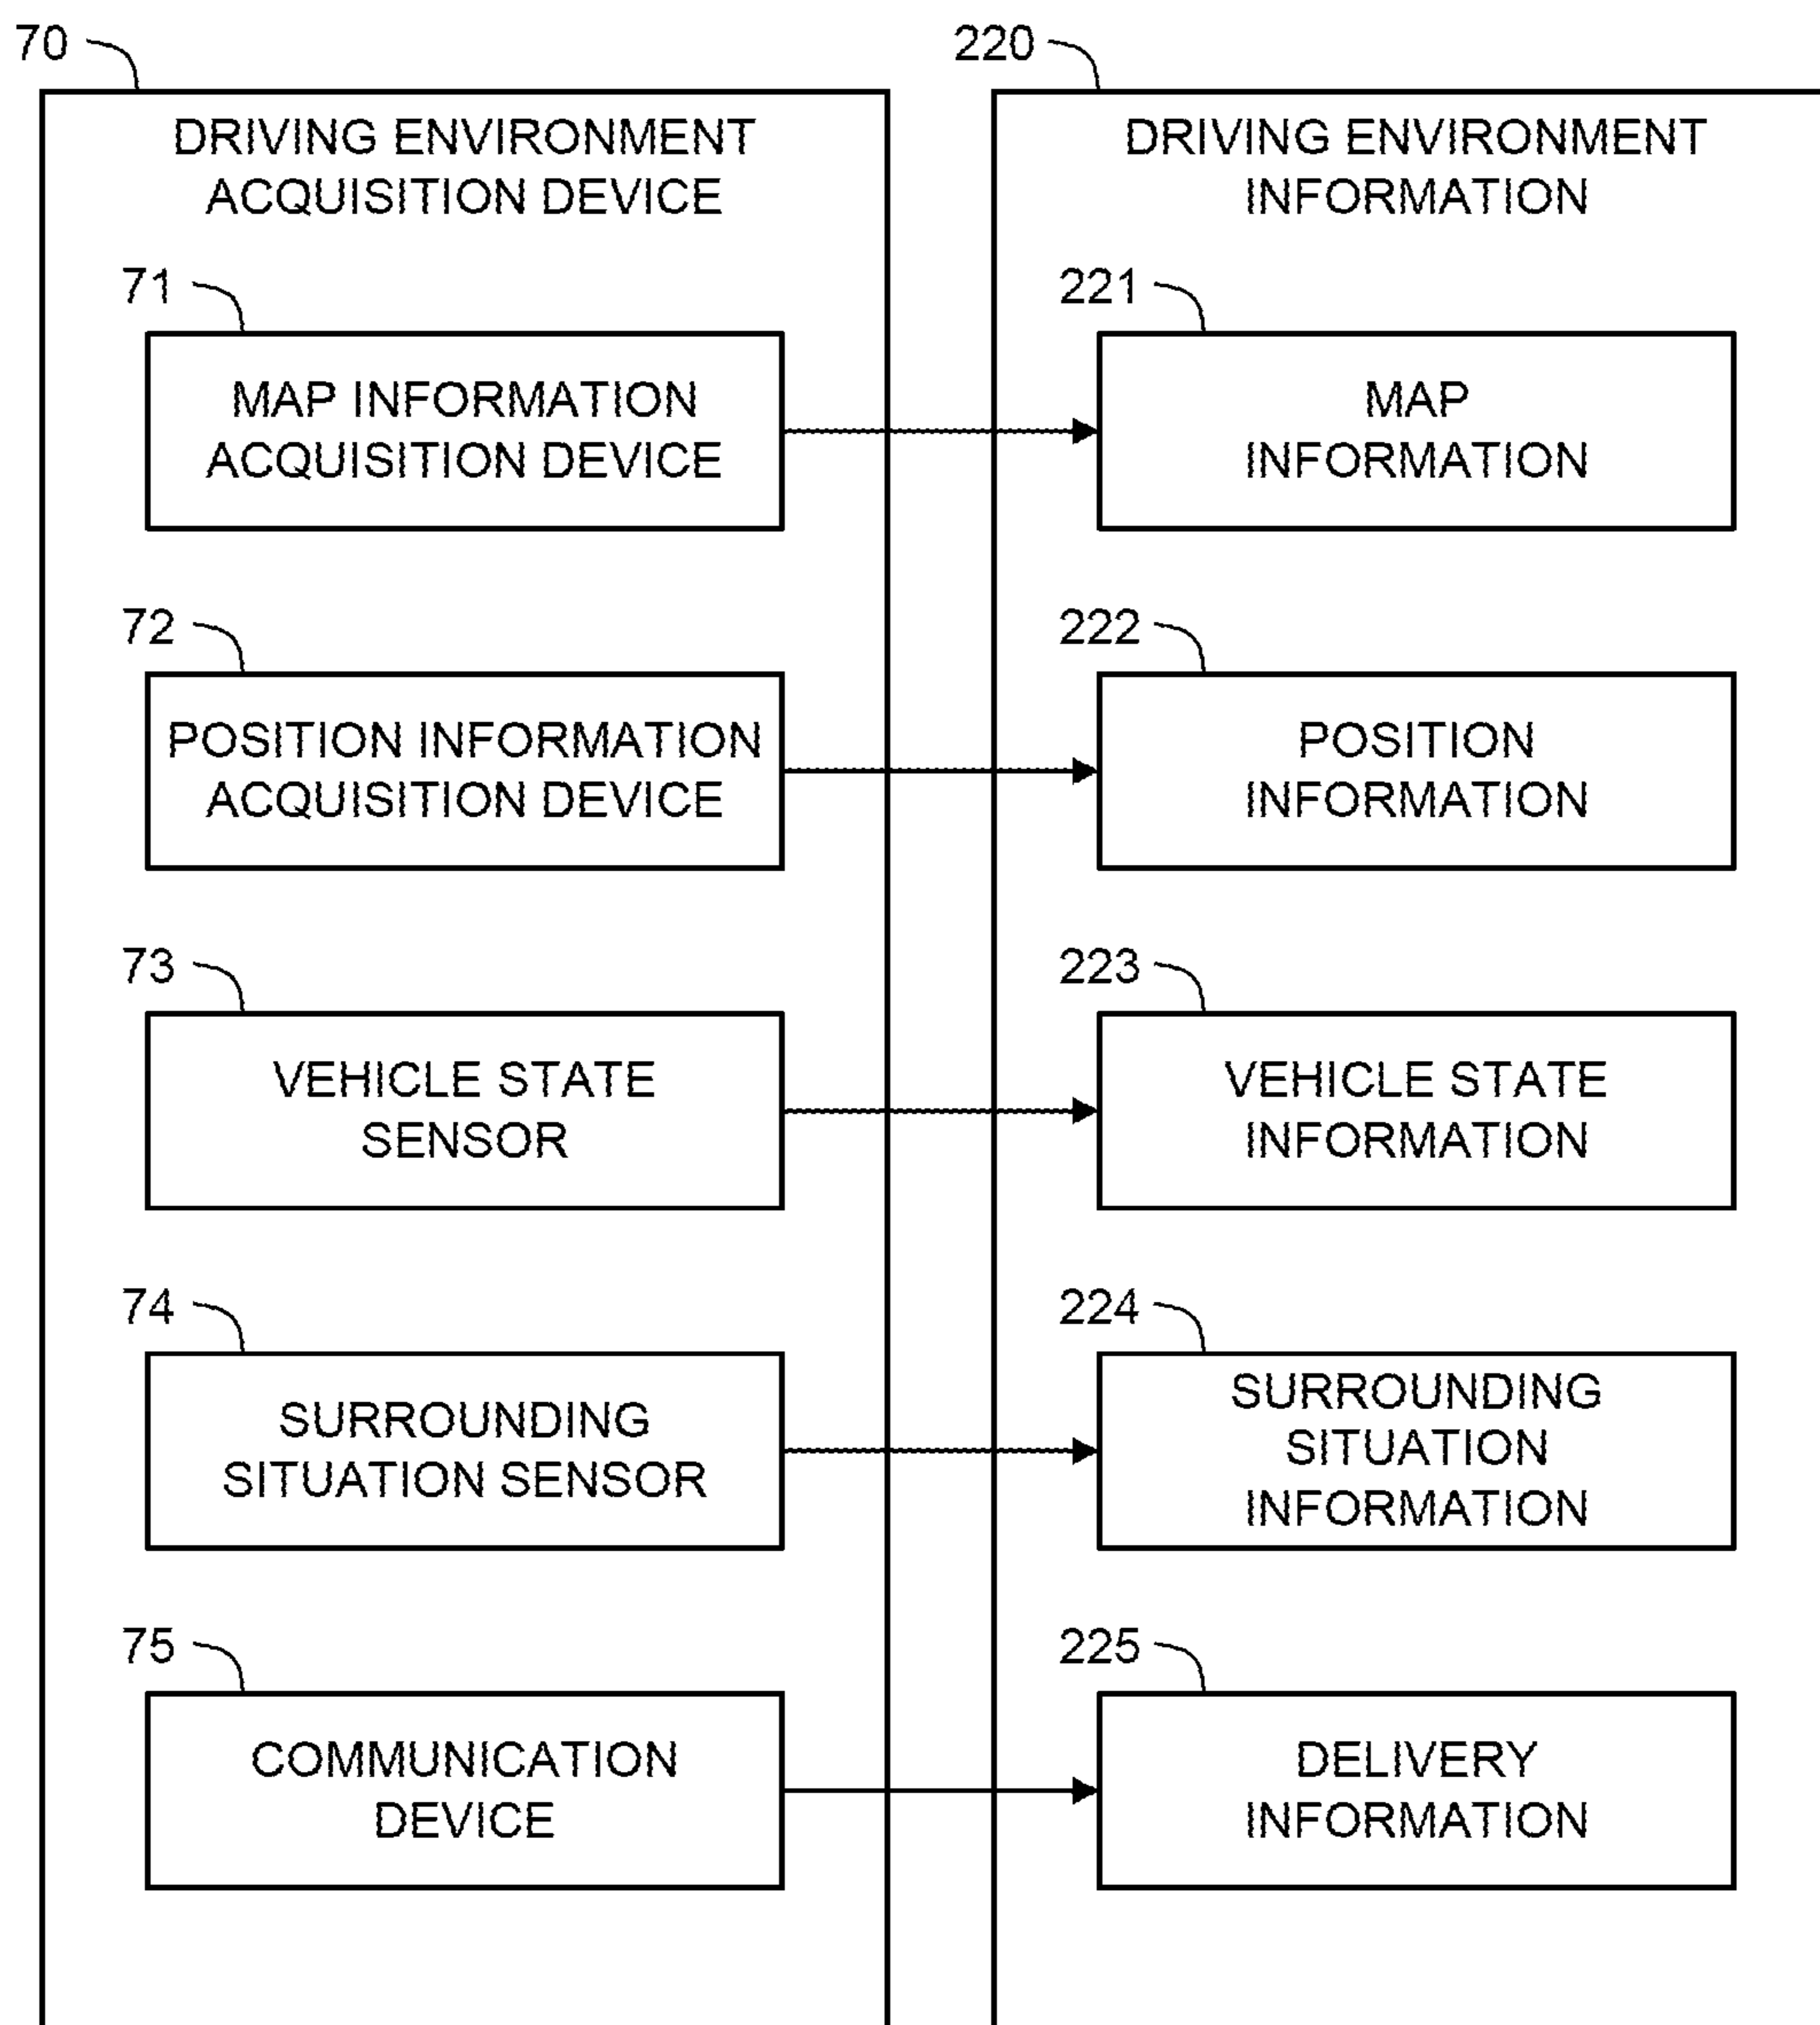 70
DRIVING ENVIRONMENT
ACQUISITION DEVICE
71
MAP INFORMATION
ACQUISITION DEVICE
72
POSITION INFORMATION
ACQUISITION DEVICE
73
VEHICLE STATE
SENSOR
74
SURROUNDING
SITUATION SENSOR
75
COMMUNICATION
DEVICE
220
DRIVING ENVIRONMENT
INFORMATION
221
MAP
INFORMATION
222
POSITION
INFORMATION
223
VEHICLE STATE
INFORMATION
224
SURROUNDING
SITUATION
INFORMATION
225
DELIVERY
INFORMATION